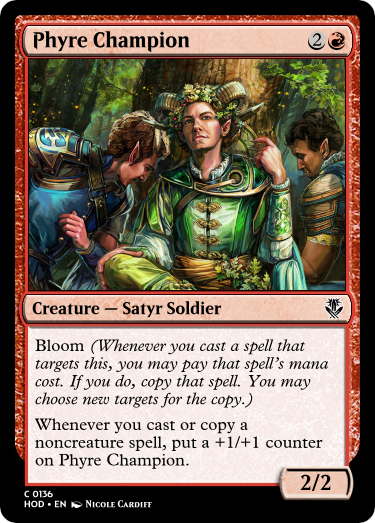 Phyre Champion 2
Creature — Satyr Soldier
Bloom (Whenever you cast a spell that
targets this, you may pay that spell's mana
cost. If you do, copy that spell. You may
choose new targets for the copy.)
Whenever you cast or copy a
noncreature spell, put a +1/+1 counter
on Phyre Champion.
2/2
C 0136
HOD • EN Nicole Cardiff